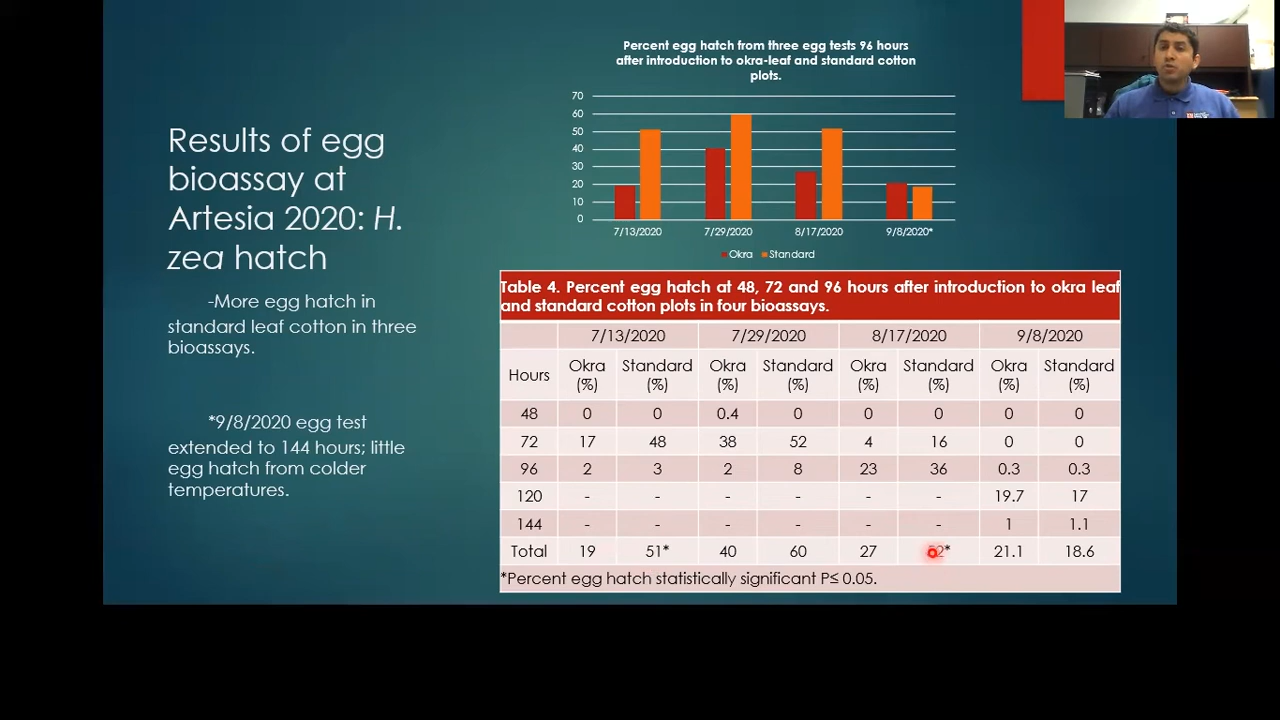 Results of egg
bioassay at
Artesia 2020: H.
zea hatch
-More egg hatch in
standard leaf cotton in three
bioassays.
*9/8/2020 egg test
extended to 144 hours; little
egg hatch from colder
temperatures.
Percent egg hatch from three egg tests 96 hours
after introduction to okra-leaf and standard cotton
plots.
70
60
50
40
30
20
10
0
7/13/2020 7/29/2020 8/17/2020 9/8/2020*
Okra Standard
Table 4. Percent egg hatch at 48, 72 and 96 hours after introduction to okra leaf
and standard cotton plots in four bioassays.
7/13/2020 7/29/2020 8/17/2020 9/8/2020
Hours Okra (%) Standard (%) Okra (%) Standard (%) Okra (%) Standard (%) Okra (%) Standard (%)
48 0 0 0.4 0 0 0 0 0
72 17 48 38 52 4 16 0 0
96 2 3 2 8 23 36 0.3 0.3
120 - - - - - - 19.7 17
144 - - - - - - 1 1.1
Total 19 51* 40 60 27 52* 21.1 18.6
*Percent egg hatch statistically significant P≤ 0.05.